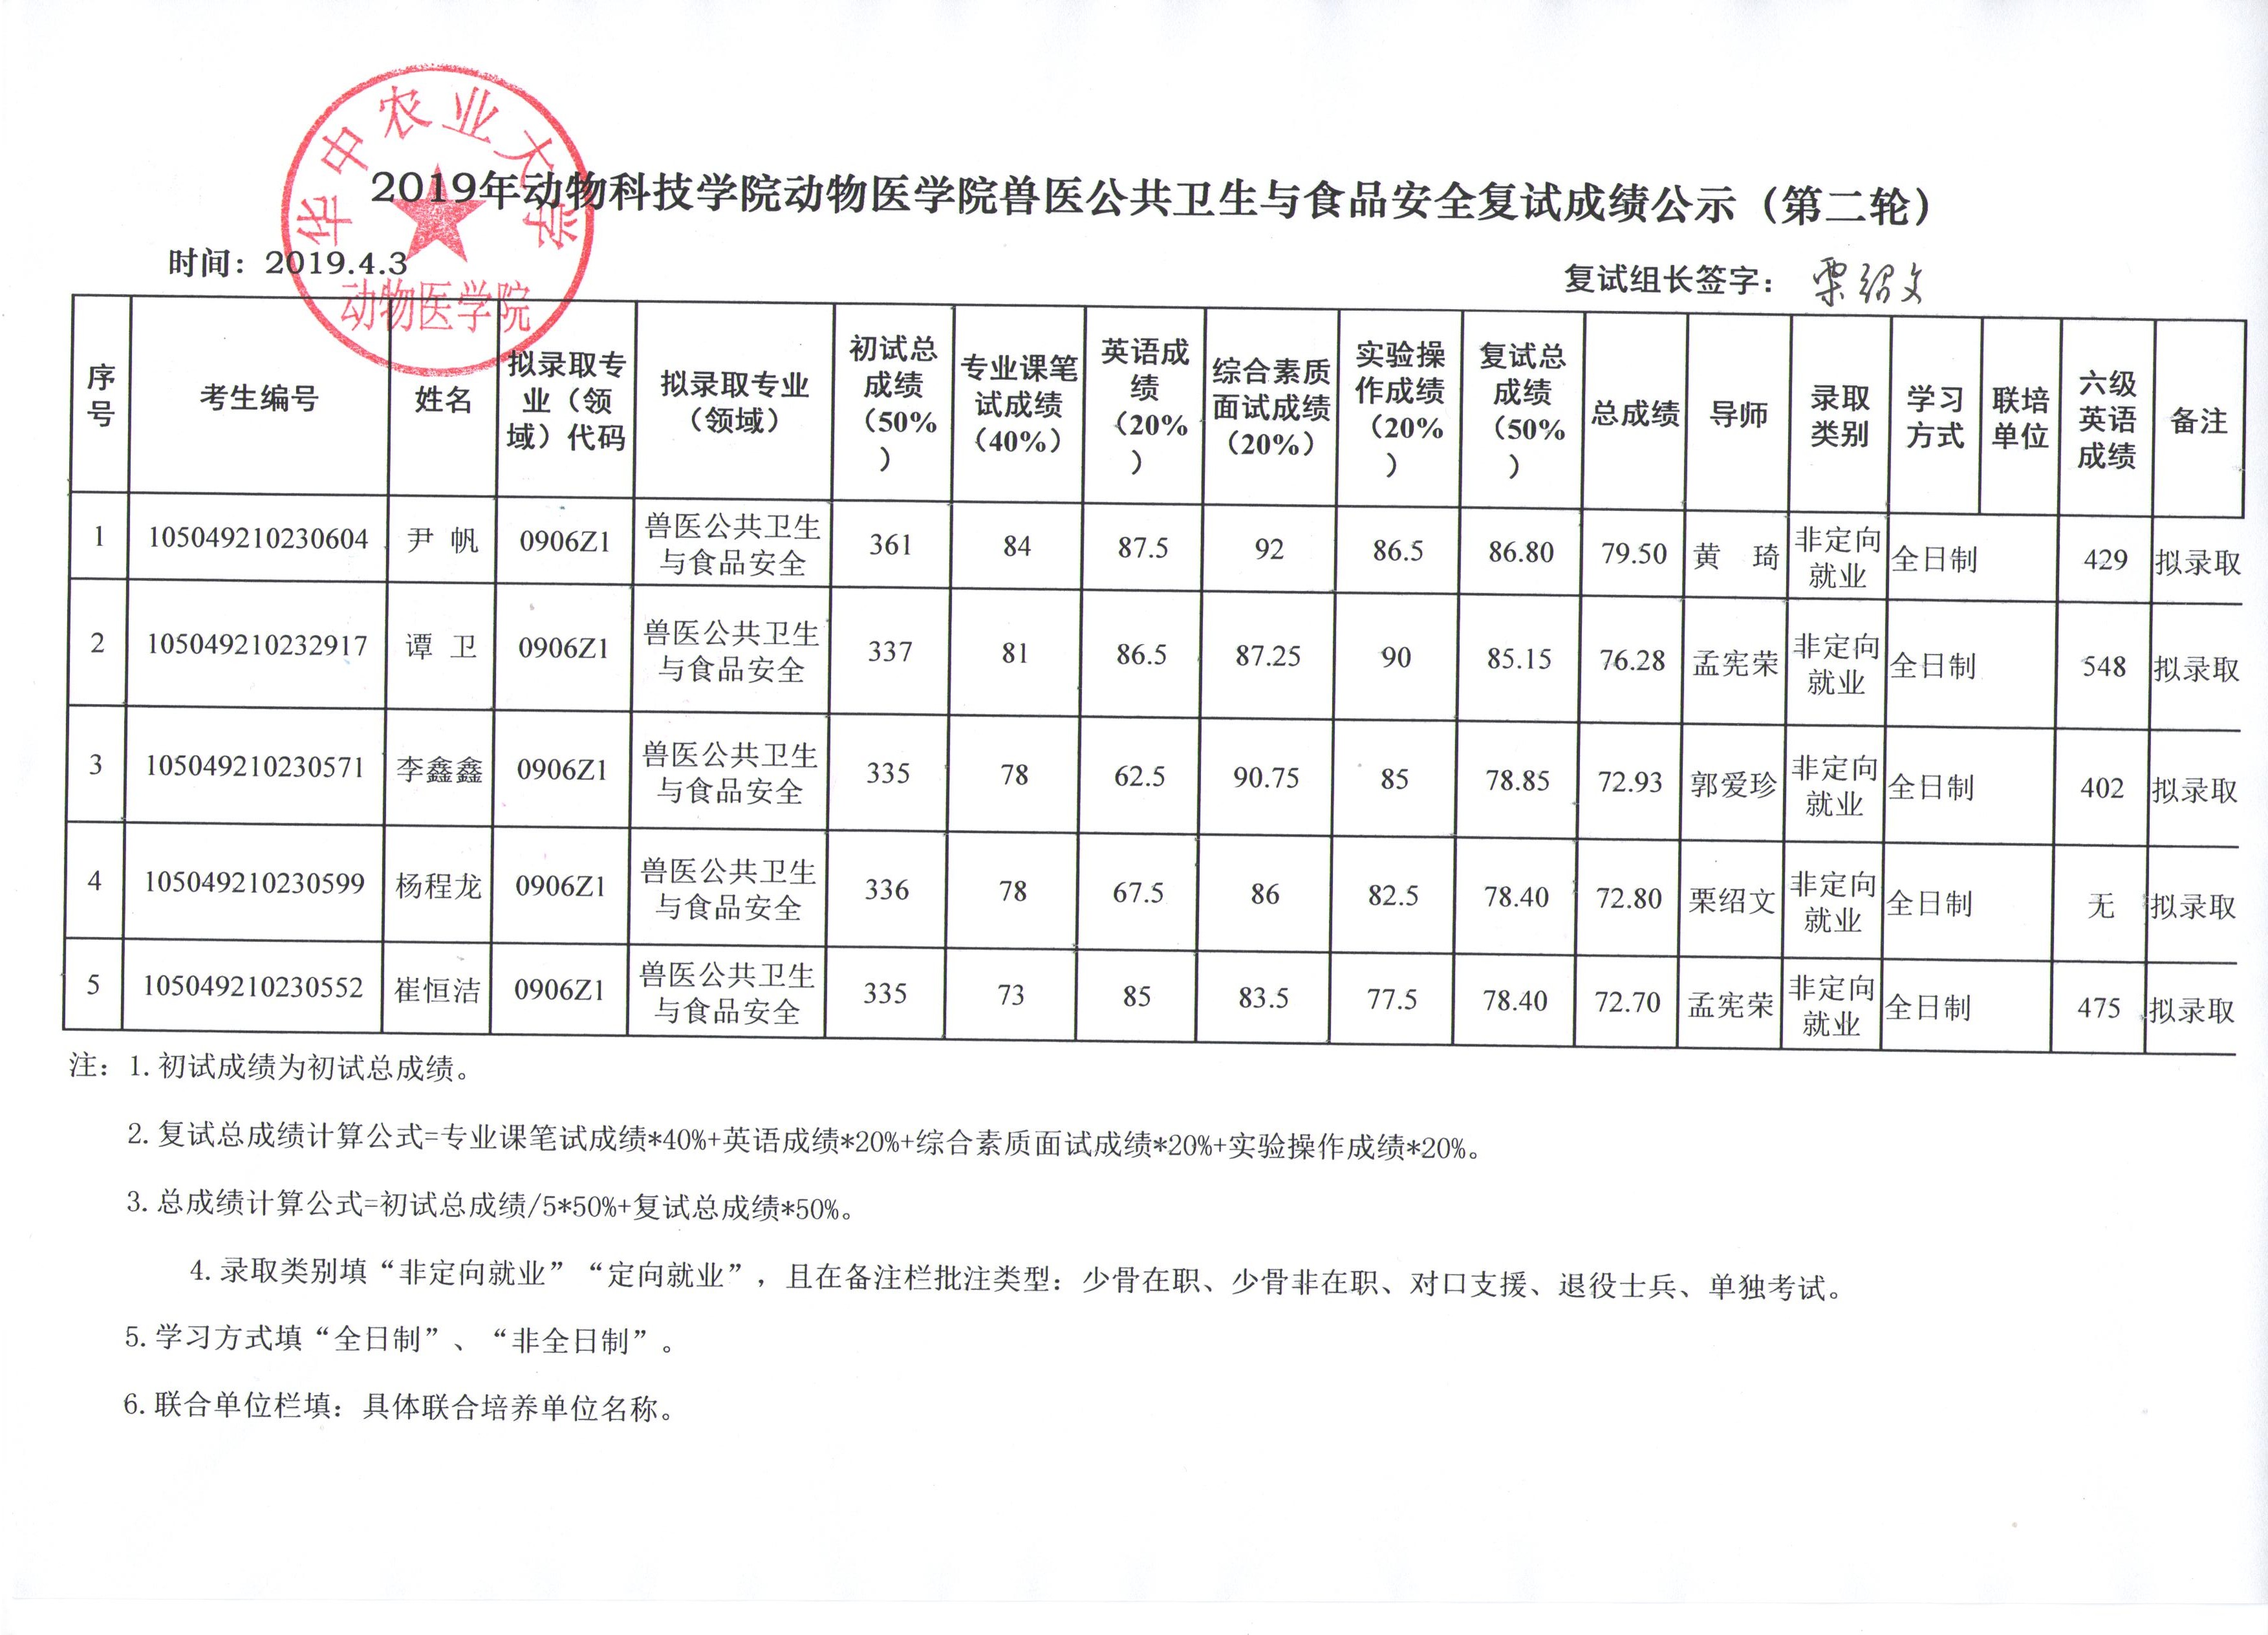 华中农业大学
2019年动物科技学院动物医学院兽医公共卫生与食品安全复试成绩公示（第二轮）
时间：2019.4.3
复试组长签字：栗绍文
动物医学院
序号 考生编号 姓名 拟录取专业（领域）代码 拟录取专业（领域） 初试总成绩（50%） 专业课笔试成绩（40%） 英语成绩（20%） 综合素质面试成绩（20%） 实验操作成绩（20%） 复试总成绩（50%） 总成绩 导师 录取类别 学习方式 联培单位 六级英语成绩 备注
1 105049210230604 尹 帆 0906Z1 兽医公共卫生与食品安全 361 84 87.5 92 86.5 86.80 79.50 黄 琦 非定向就业 全日制 429 拟录取
2 105049210232917 谭 卫 0906Z1 兽医公共卫生与食品安全 337 81 86.5 87.25 90 85.15 76.28 孟宪荣 非定向就业 全日制 548 拟录取
3 105049210230571 李鑫鑫 0906Z1 兽医公共卫生与食品安全 335 78 62.5 90.75 85 78.85 72.93 郭爱珍 非定向就业 全日制 402 拟录取
4 105049210230599 杨程龙 0906Z1 兽医公共卫生与食品安全 336 78 67.5 86 82.5 78.40 72.80 栗绍文 非定向就业 全日制 无 拟录取
5 105049210230552 崔恒洁 0906Z1 兽医公共卫生与食品安全 335 73 85 83.5 77.5 78.40 72.70 孟宪荣 非定向就业 全日制 475 拟录取
注：1.初试成绩为初试总成绩。
2.复试总成绩计算公式=专业课笔试成绩*40%+英语成绩*20%+综合素质面试成绩*20%+实验操作成绩*20%。
3.总成绩计算公式=初试总成绩/5*50%+复试总成绩*50%。
4.录取类别填“非定向就业”“定向就业”，且在备注栏批注类型：少骨在职、少骨非在职、对口支援、退役士兵、单独考试。
5.学习方式填“全日制”、“非全日制”。
6.联合单位栏填：具体联合培养单位名称。